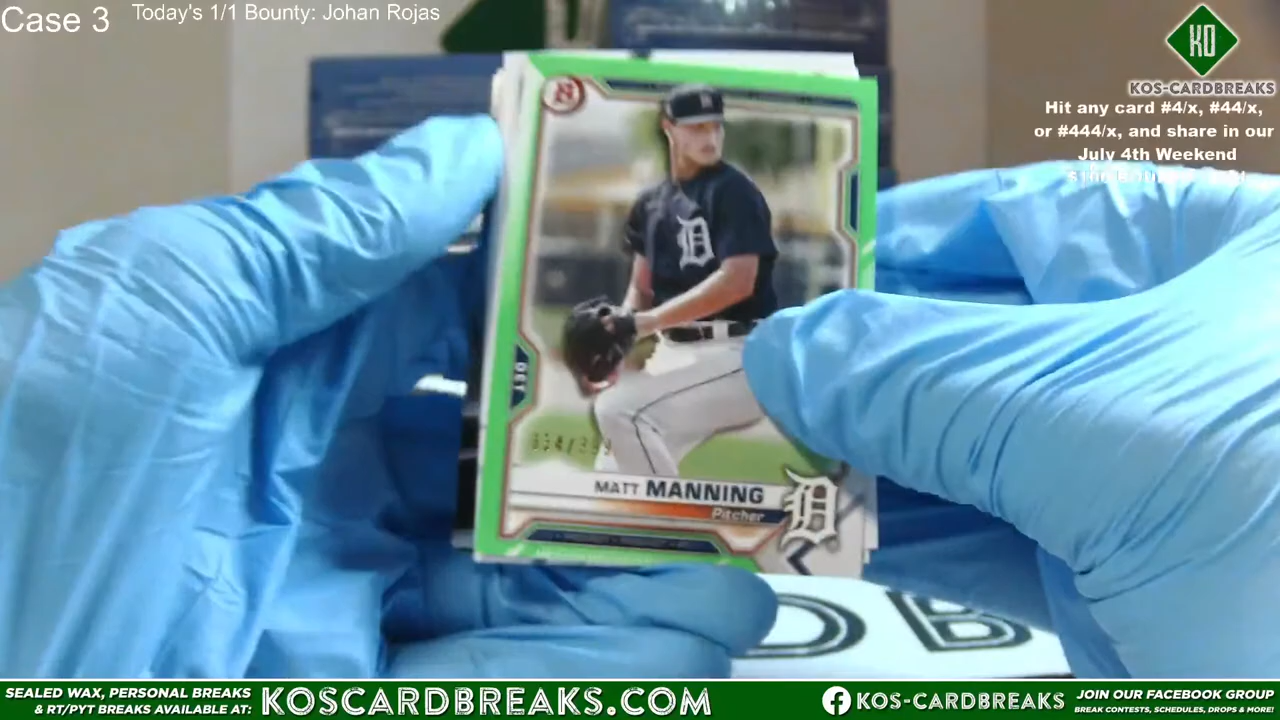 Case 3
Today's 1/1 Bounty: Johan Rojas
KO
KOS-CARDBREAKS
Hit any card #4/x, #44/x,
or #444/x, and share in our
July 4th Weekend
D
DET
MATT MANNING
Pitcher
D
DB
SEALED WAX, PERSONAL BREAKS
& RT/PYT BREAKS AVAILABLE AT:
KOSCARDBREAKS.COM
KOS-CARDBREAKS
JOIN OUR FACEBOOK GROUP
BREAK CONTESTS, SCHEDULES, DROPS & MORE!